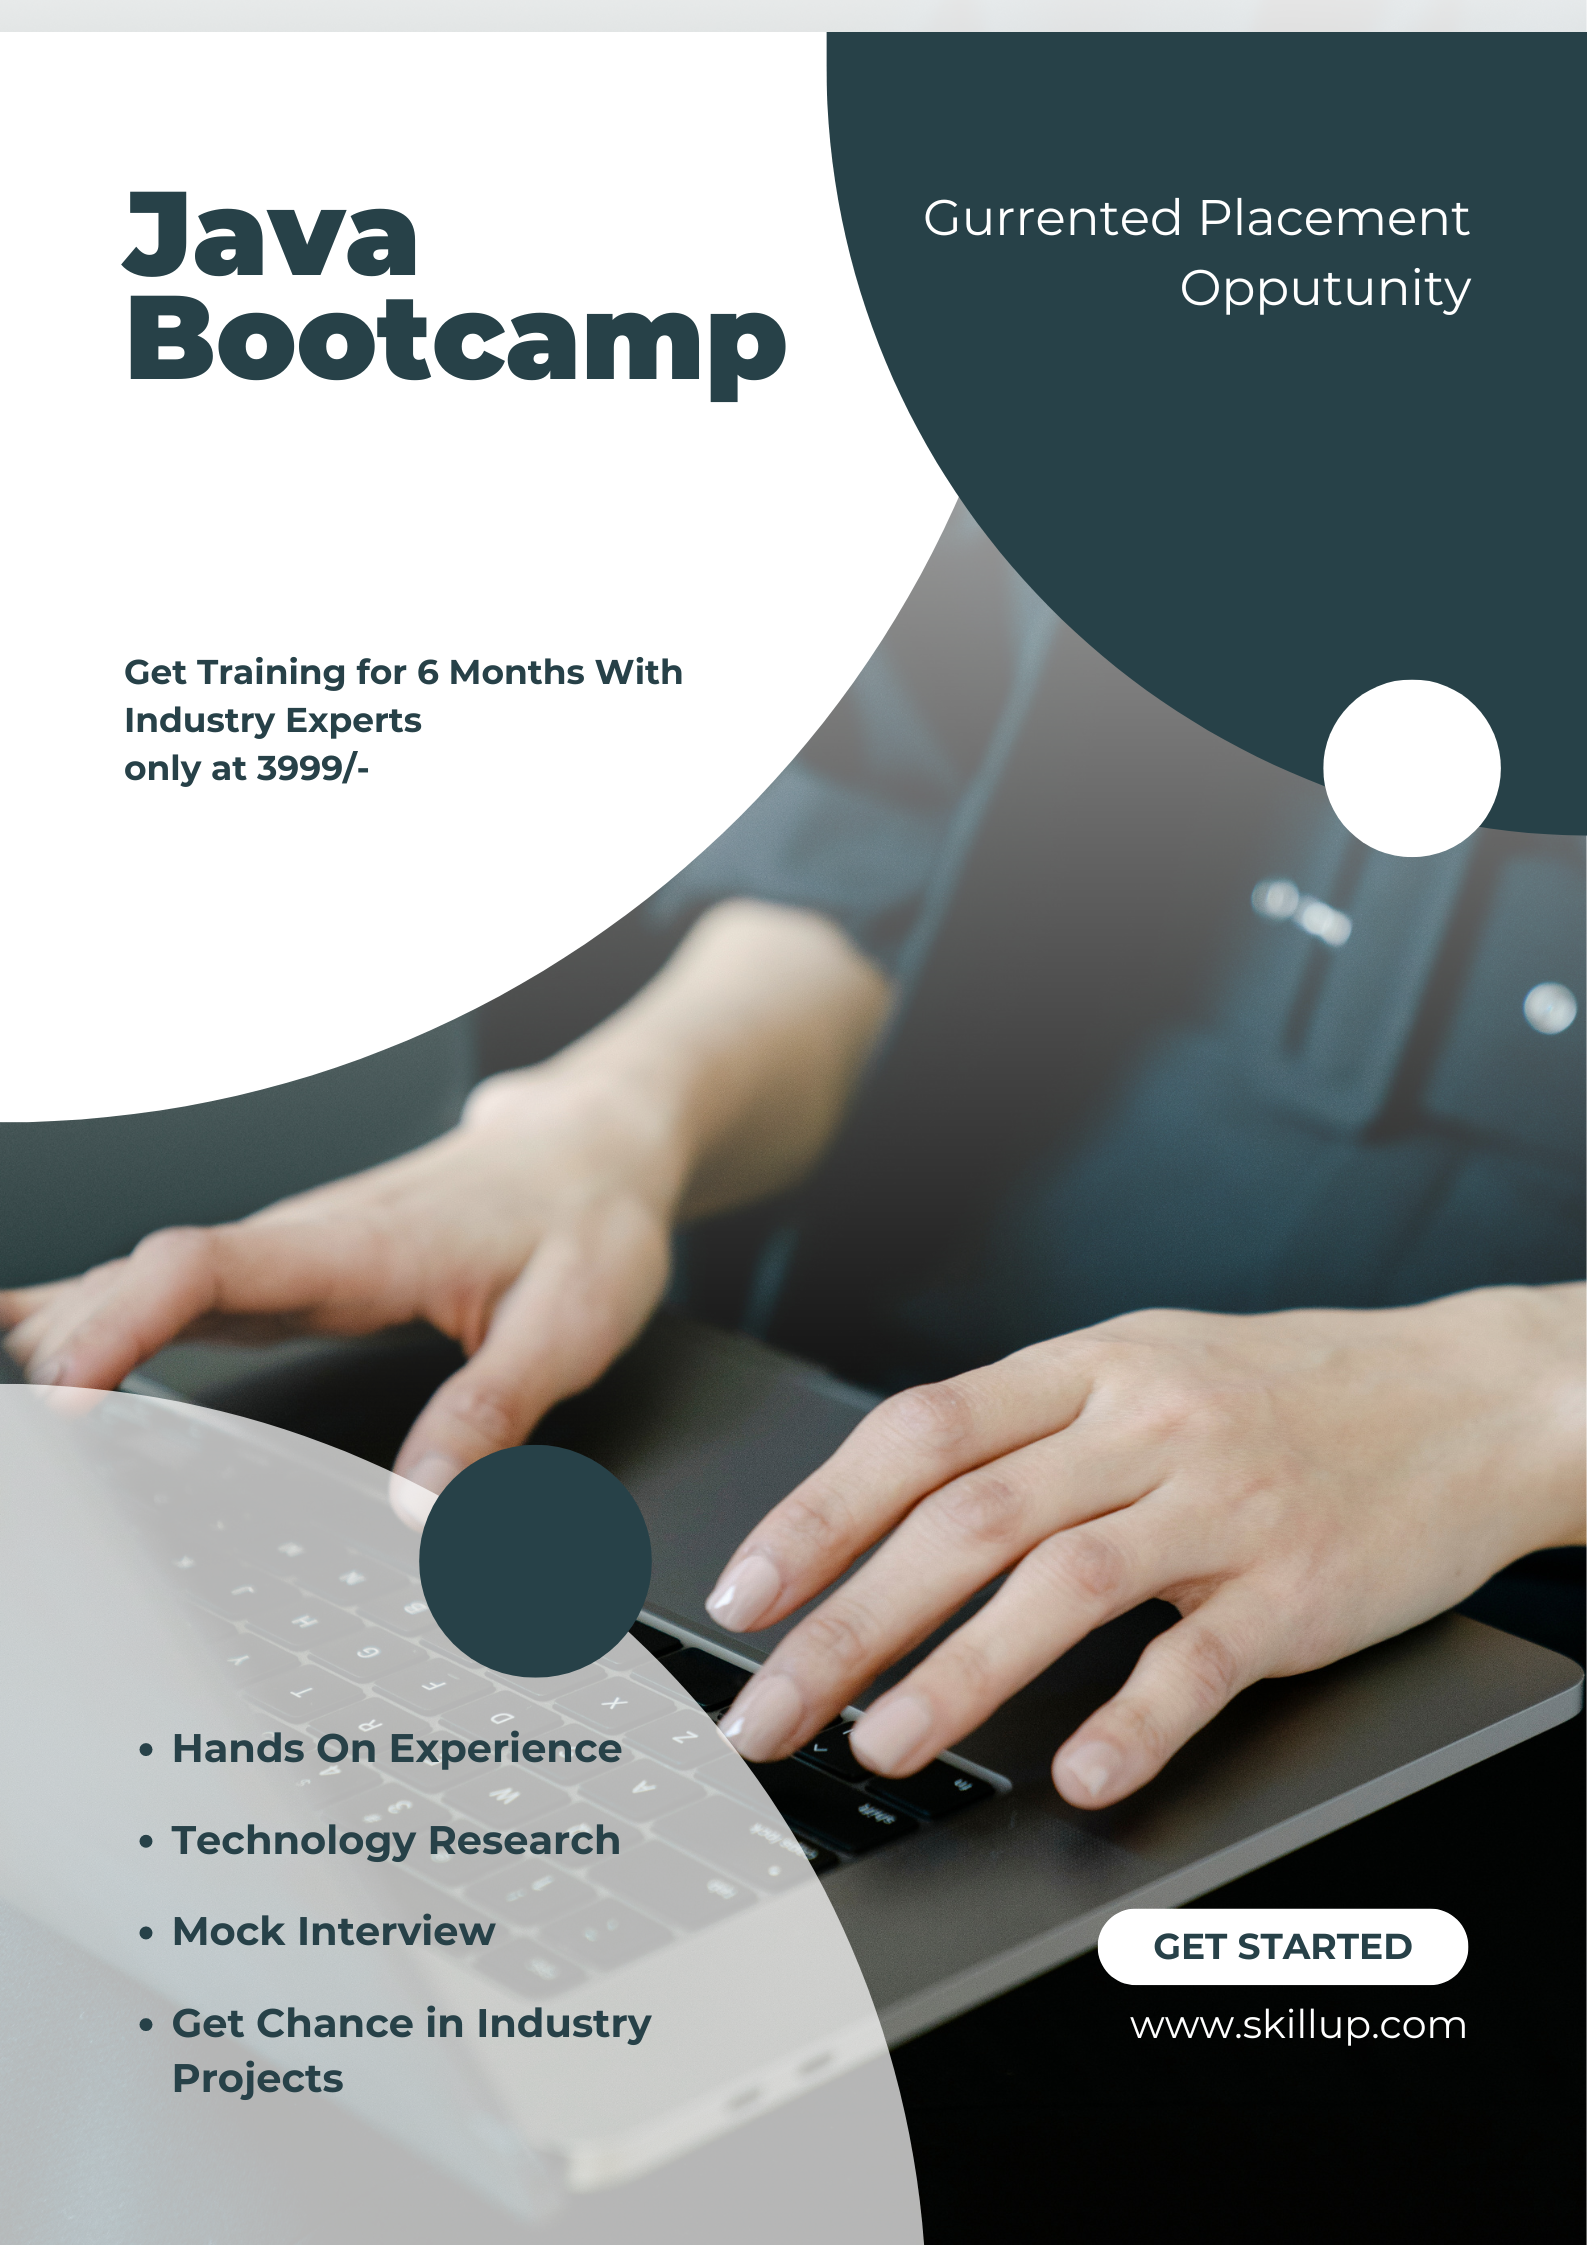 Java
Bootcamp
Gurrented Placement
Opputunity
Get Training for 6 Months With
Industry Experts
only at 3999/-
• Hands On Experience
• Technology Research
• Mock Interview
• Get Chance in Industry
Projects
GET STARTED
www.skillup.com